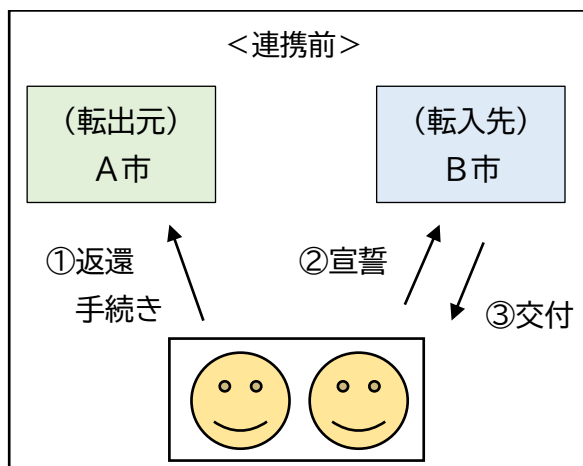 ＜連携前＞
（転出元）
Ａ市
（転入先）
Ｂ市
①返還
手続き
②宣誓
③交付